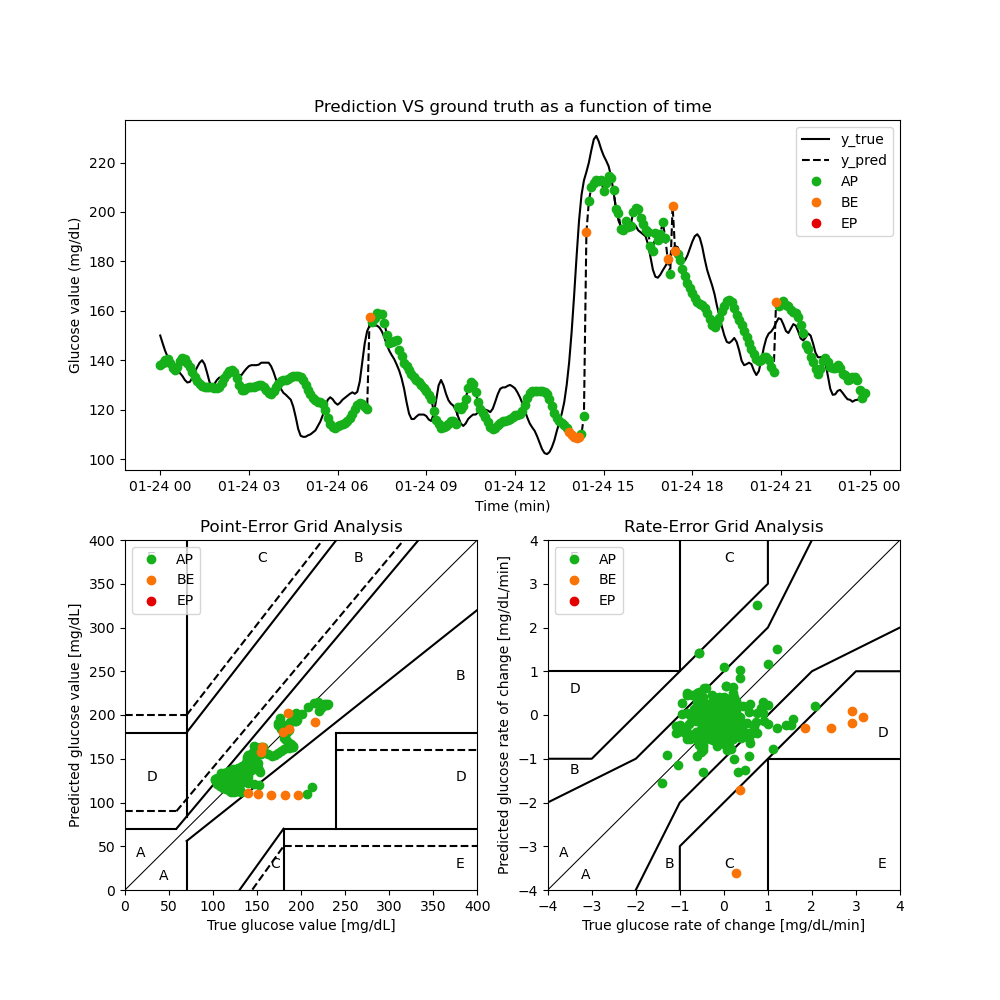 Prediction VS ground truth as a function of time
Glucose value (mg/dL)
220
200
180
160
140
120
100
y_true
y_pred
AP
BE
EP
01-24 00 01-24 03 01-24 06 01-24 09 01-24 12 01-24 15 01-24 18 01-24 21 01-25 00
Time (min)
Point-Error Grid Analysis
Predicted glucose value [mg/dL]
400
350
300
250
200
150
100
50
0
AP
BE
EP
C
B
B
D
D
A
A
C
E
0 50 100 150 200 250 300 350 400
True glucose value [mg/dL]
Rate-Error Grid Analysis
Predicted glucose rate of change [mg/dL/min]
4
3
2
1
0
−1
−2
−3
−4
AP
BE
EP
C
D
D
B
A
A
B
C
E
−4 −3 −2 −1 0 1 2 3 4
True glucose rate of change [mg/dL/min]